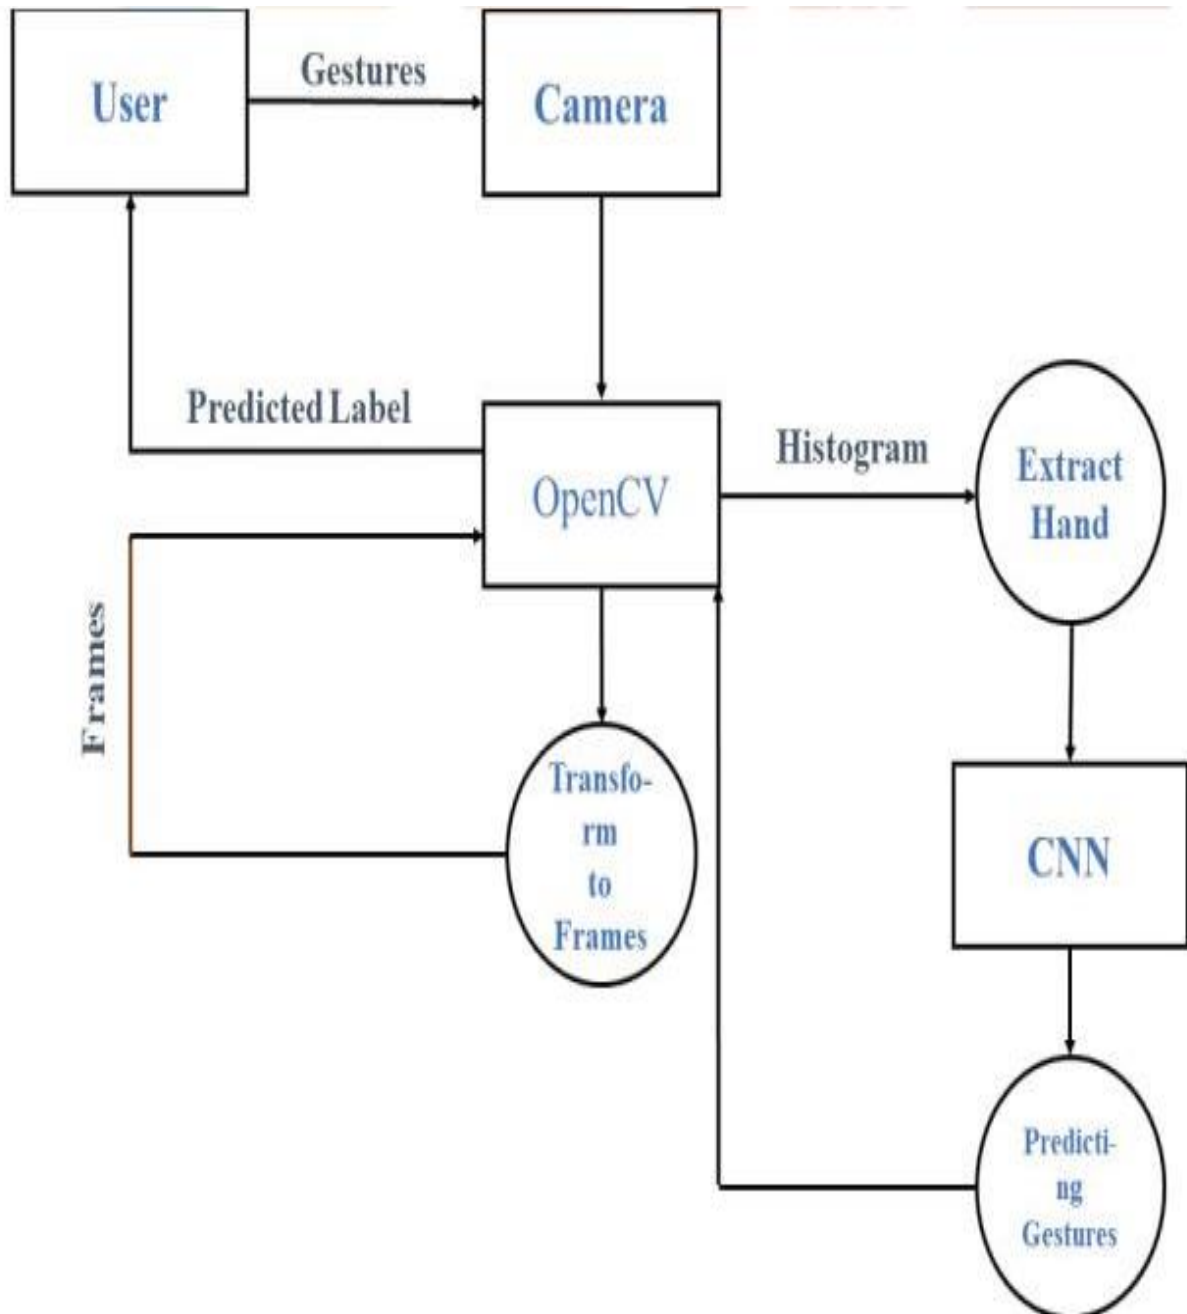 Gestures
User
Camera
Predicted Label
Histogram
OpenCV
Extract
Hand
Frames
Transfo-
rm
to
Frames
CNN
Predicti-
ng
Gestures